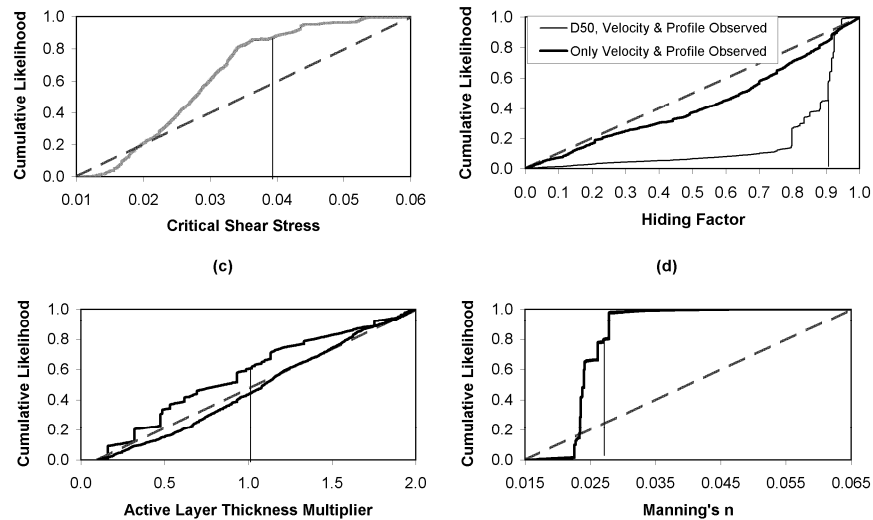 Cumulative Likelihood
1.0
0.8
0.6
0.4
0.2
0.0
0.01 0.02 0.03 0.04 0.05 0.06
Critical Shear Stress
(c)
Cumulative Likelihood
1.0
0.8
0.6
0.4
0.2
0.0
D50, Velocity & Profile Observed
Only Velocity & Profile Observed
0.0 0.1 0.2 0.3 0.4 0.5 0.6 0.7 0.8 0.9 1.0
Hiding Factor
(d)
Cumulative Likelihood
1.0
0.8
0.6
0.4
0.2
0.0
0.0 0.5 1.0 1.5 2.0
Active Layer Thickness Multiplier
Cumulative Likelihood
1.0
0.8
0.6
0.4
0.2
0.0
0.015 0.025 0.035 0.045 0.055 0.065
Manning's n